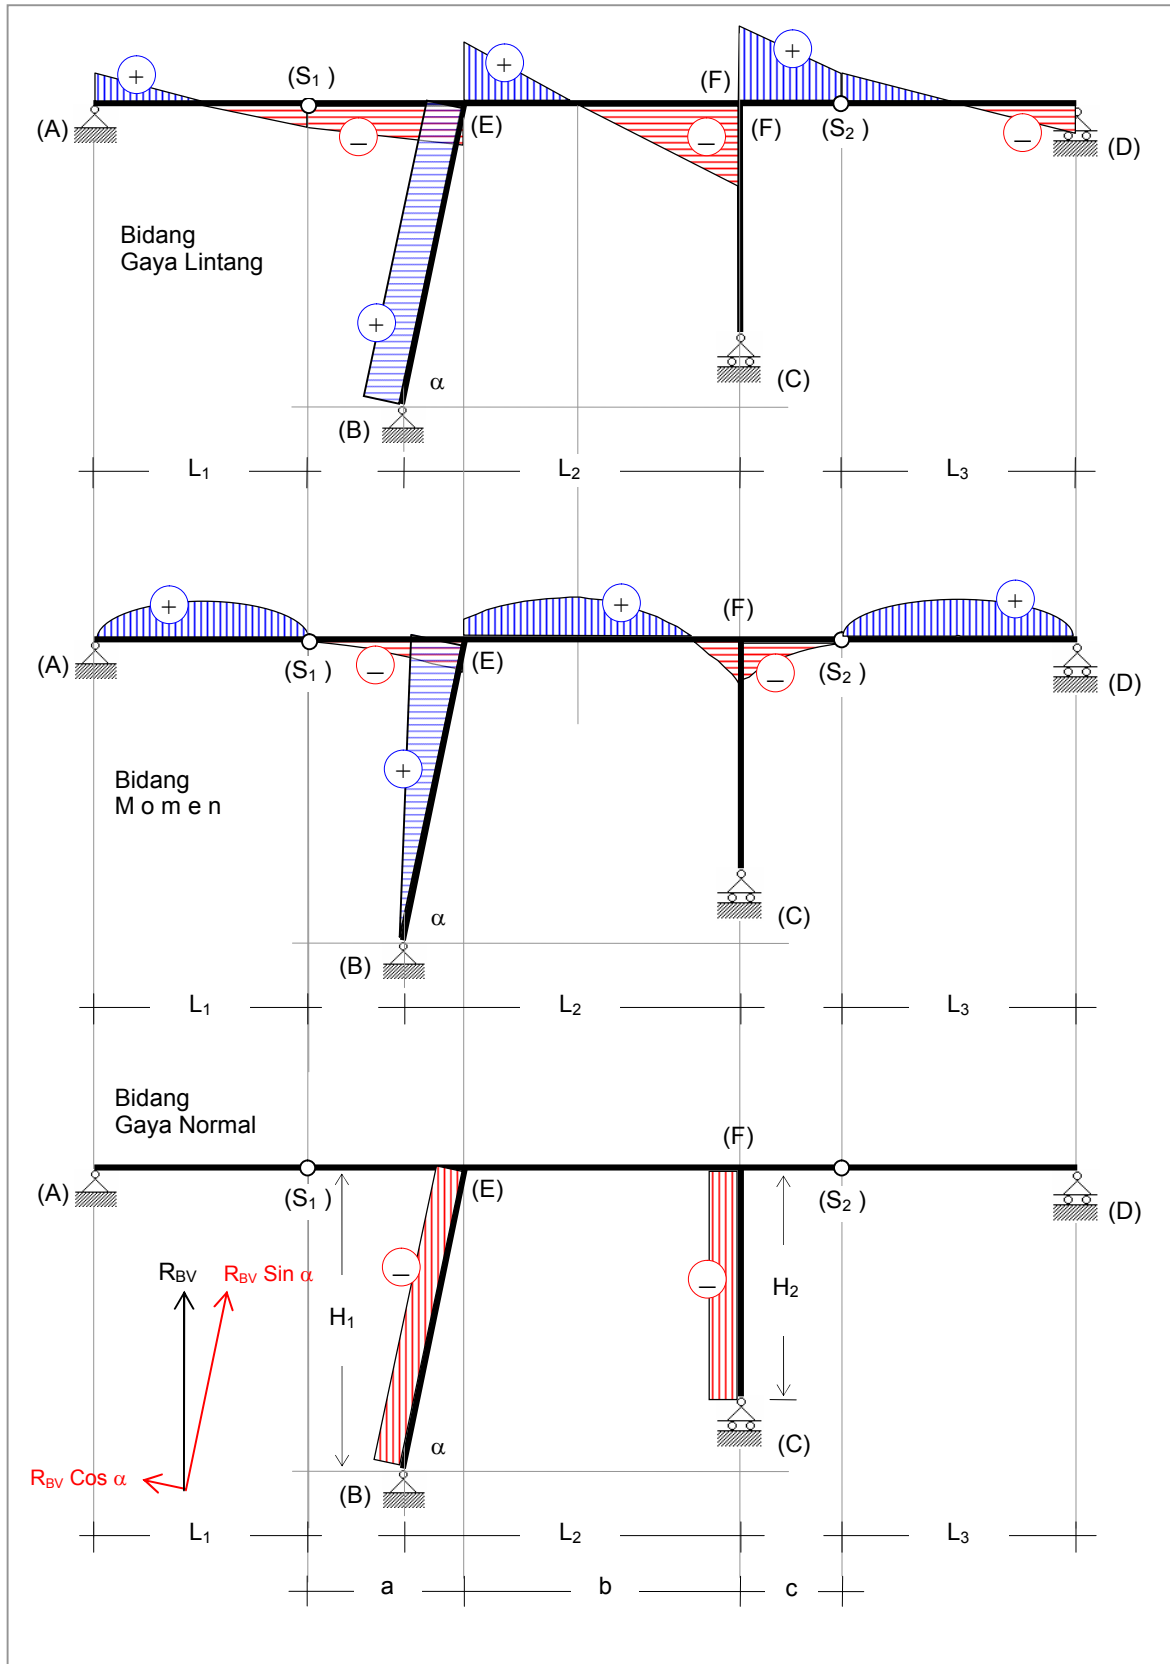 +
+
+
(S₁ )
(F)
(A)
(E)
(F)
(S₂ )
(D)
−
−
−
Bidang
Gaya Lintang
+
α
(C)
(B)
L₁
L₂
L₃
+
+
+
(F)
(A)
(S₁ )
(E)
(S₂ )
(D)
−
−
Bidang
M o m e n
+
α
(C)
(B)
L₁
L₂
L₃
Bidang
Gaya Normal
(F)
(A)
(S₁ )
(E)
(S₂ )
(D)
R_BV
R_BV Sin α
−
−
H₁
H₂
α
(C)
R_BV Cos α
(B)
L₁
L₂
L₃
a
b
c